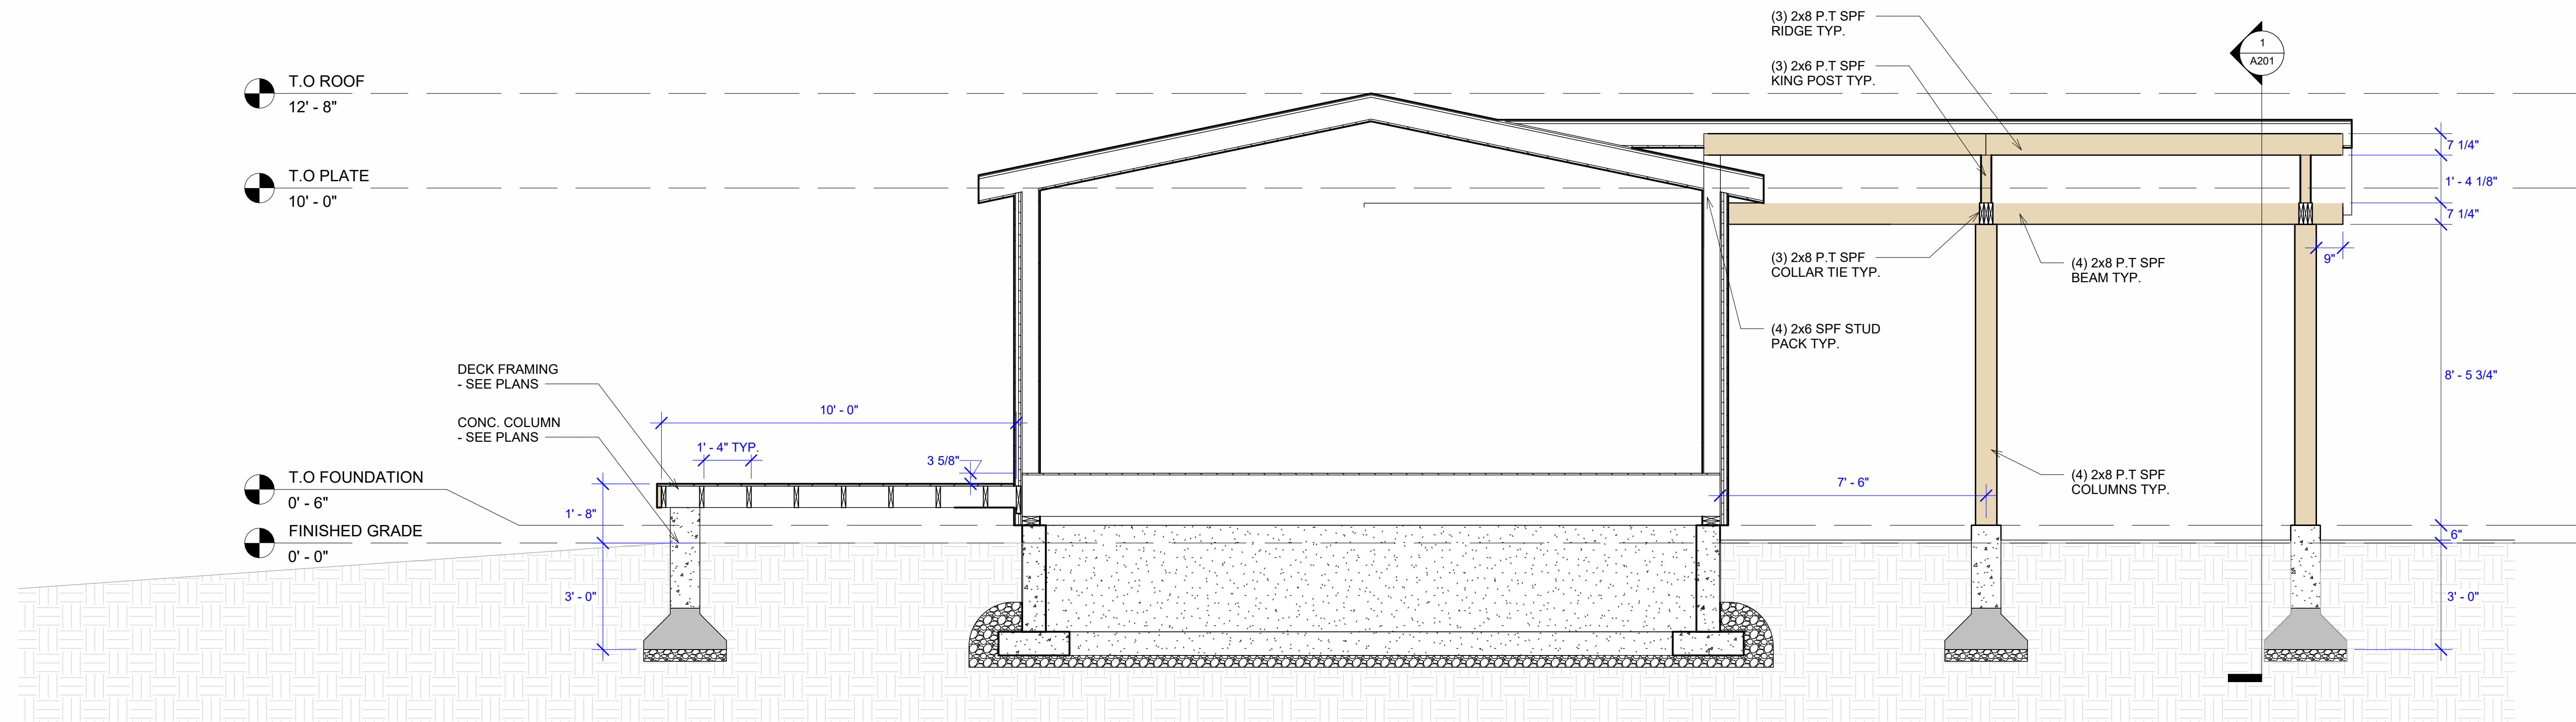 (3) 2x8 P.T SPF
RIDGE TYP.
1
A201
(3) 2x6 P.T SPF
KING POST TYP.
T.O ROOF
12' - 8"
7 1/4"
T.O PLATE
10' - 0"
1' - 4 1/8"
7 1/4"
(3) 2x8 P.T SPF
COLLAR TIE TYP.
(4) 2x8 P.T SPF
BEAM TYP.
9"
(4) 2x6 SPF STUD
PACK TYP.
DECK FRAMING
- SEE PLANS
8' - 5 3/4"
10' - 0"
CONC. COLUMN
- SEE PLANS
1' - 4" TYP.
3 5/8"
T.O FOUNDATION
0' - 6"
7' - 6"
(4) 2x8 P.T SPF
COLUMNS TYP.
1' - 8"
FINISHED GRADE
0' - 0"
6"
3' - 0"
3' - 0"